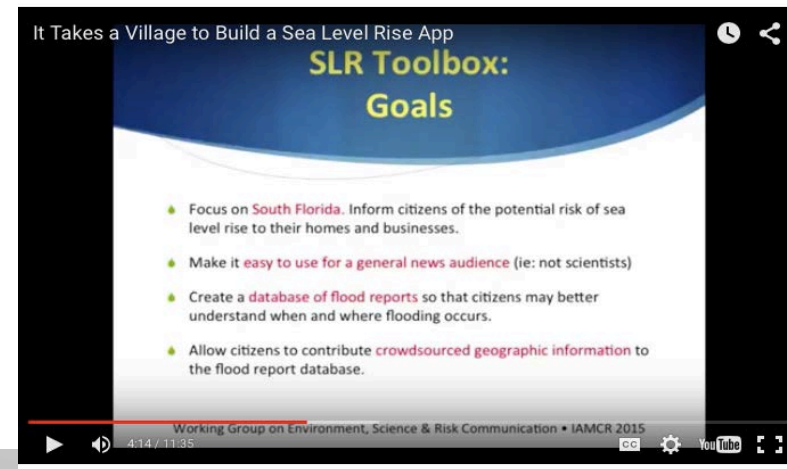 It Takes a Village to Build a Sea Level Rise App
SLR Toolbox:
Goals
Focus on South Florida. Inform citizens of the potential risk of sea
level rise to their homes and businesses.
Make it easy to use for a general news audience (ie: not scientists)
Create a database of flood reports so that citizens may better
understand when and where flooding occurs.
Allow citizens to contribute crowdsourced geographic information to
the flood report database.
Working Group on Environment, Science & Risk Communication • IAMCR 2015
4:14 / 11:35
CC
YouTube